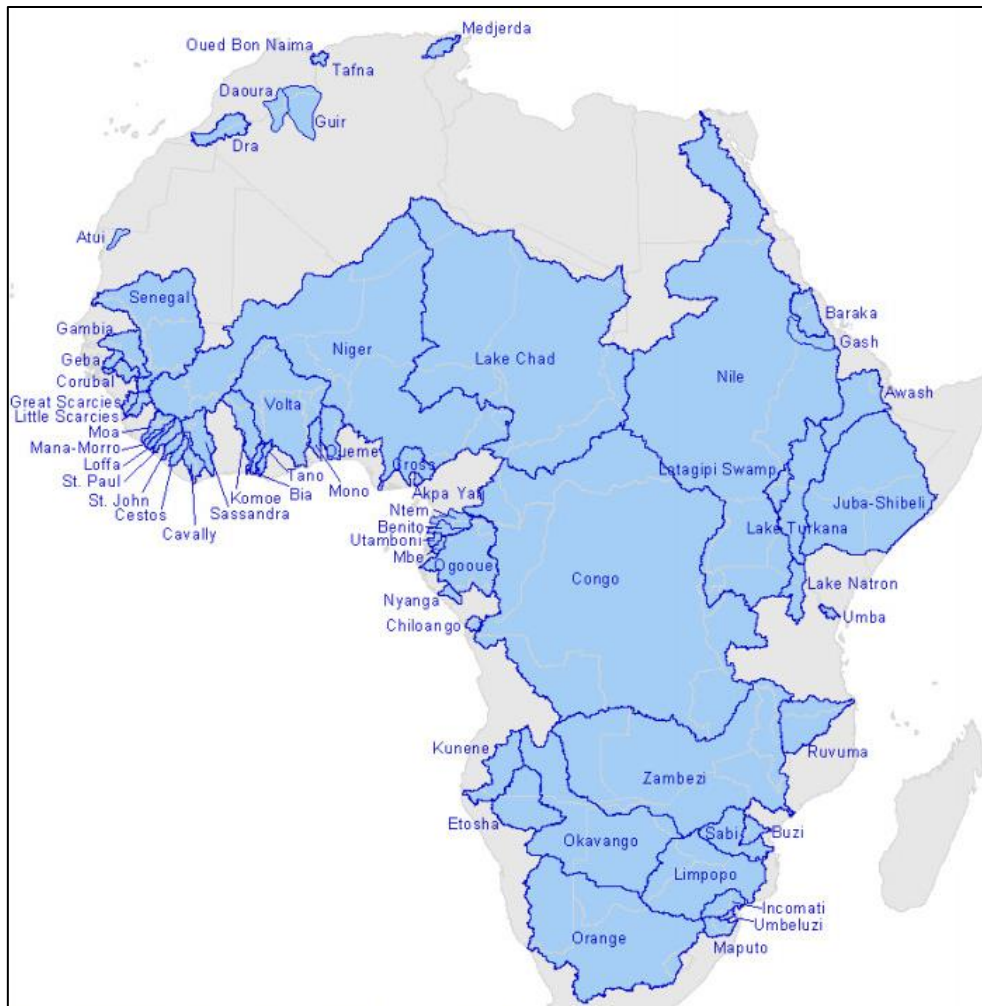 Medjerda
Oued Bon Naima
Tafna
Daoura
Guir
Dra
Atui
Senegal
Baraka
Gambia
Gash
Niger
Geba
Lake Chad
Nile
Corubal
Awash
Great Scarcies
Volta
Little Scarcies
Moa
Mana-Morro
Oueme
Loffa
Cross
Latagipi Swamp
St. Paul
Tano
Juba-Shibeli
St. John
Komoe
Bia
Mono
Akpa Yari
Cestos
Sassandra
Ntem
Cavally
Benito
Lake Turkana
Utamboni
Mbe
Ogooue
Congo
Lake Natron
Nyanga
Umba
Chiloango
Kunene
Ruvuma
Zambezi
Etosha
Sabi
Buzi
Okavango
Limpopo
Incomati
Umbeluzi
Orange
Maputo